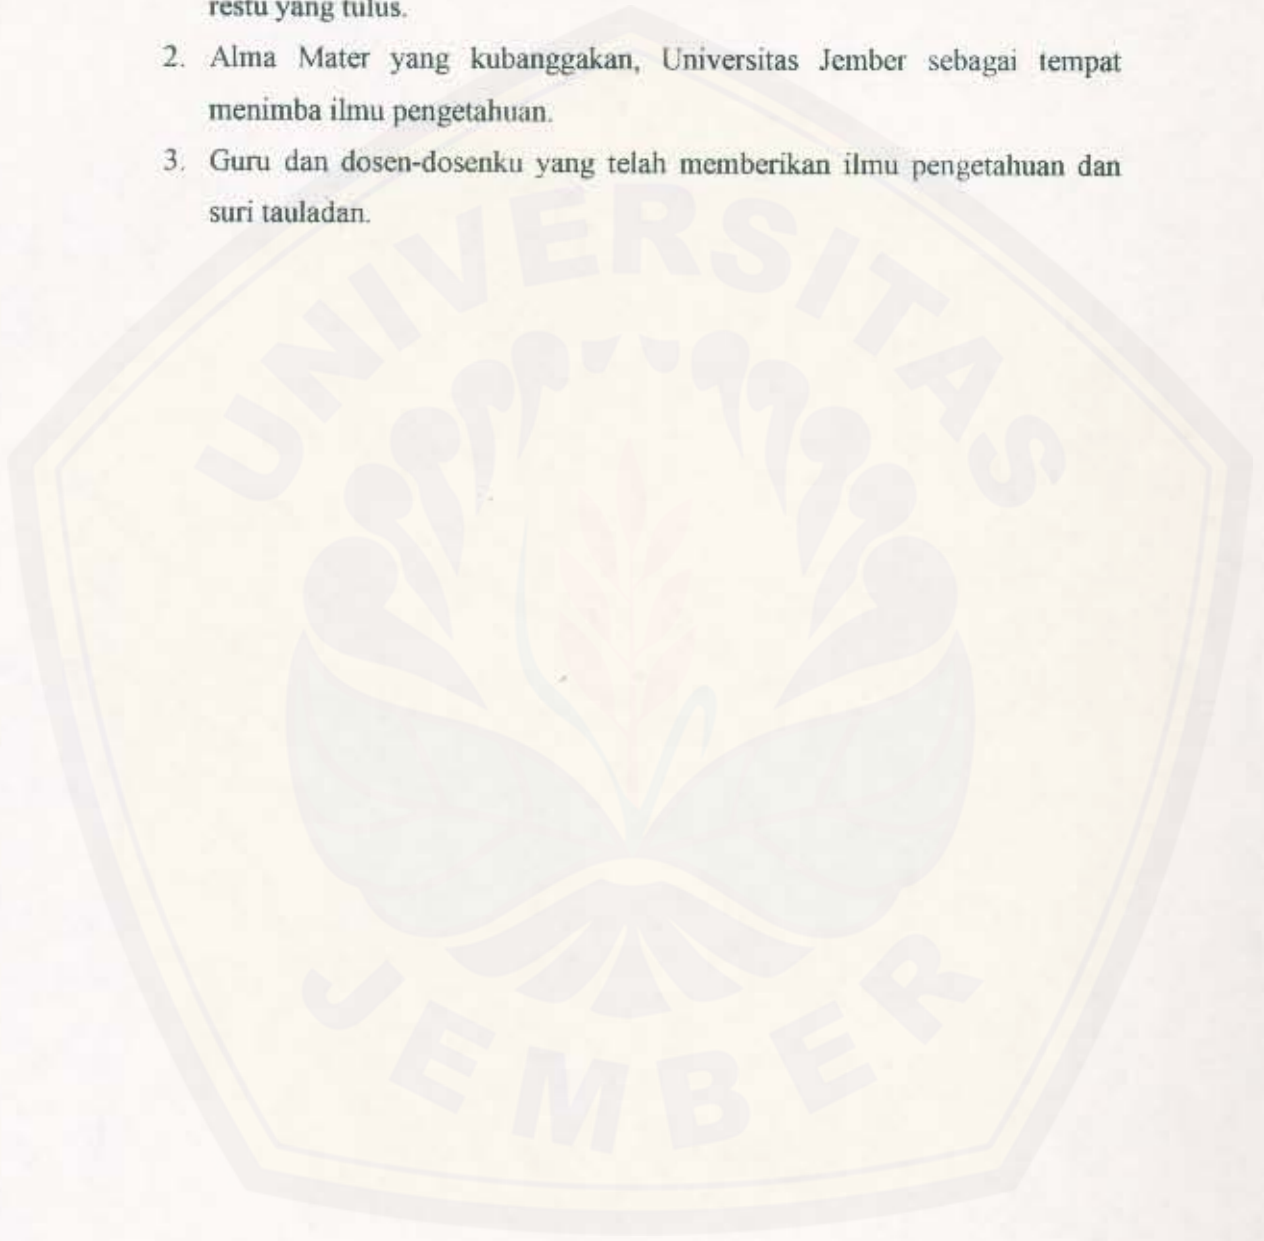 restu yang tulus.
2. Alma Mater yang kubanggakan, Universitas Jember sebagai tempat
menimba ilmu pengetahuan.
3. Guru dan dosen-dosenku yang telah memberikan ilmu pengetahuan dan
suri tauladan.
UNIVERSITAS
JEMBER